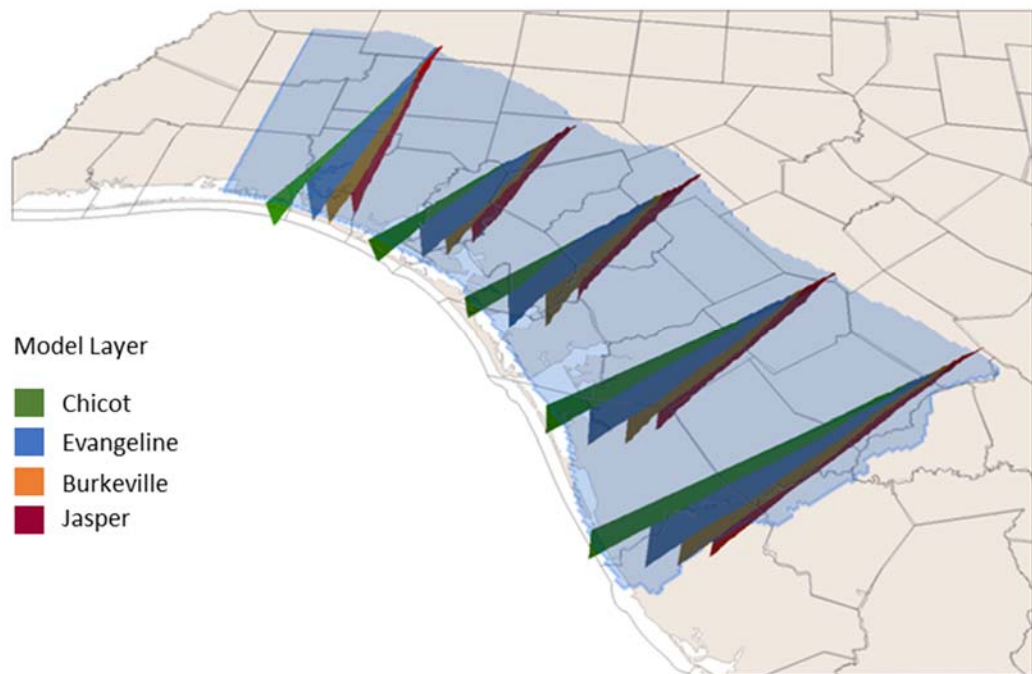 Model Layer
Chicot
Evangeline
Burkeville
Jasper